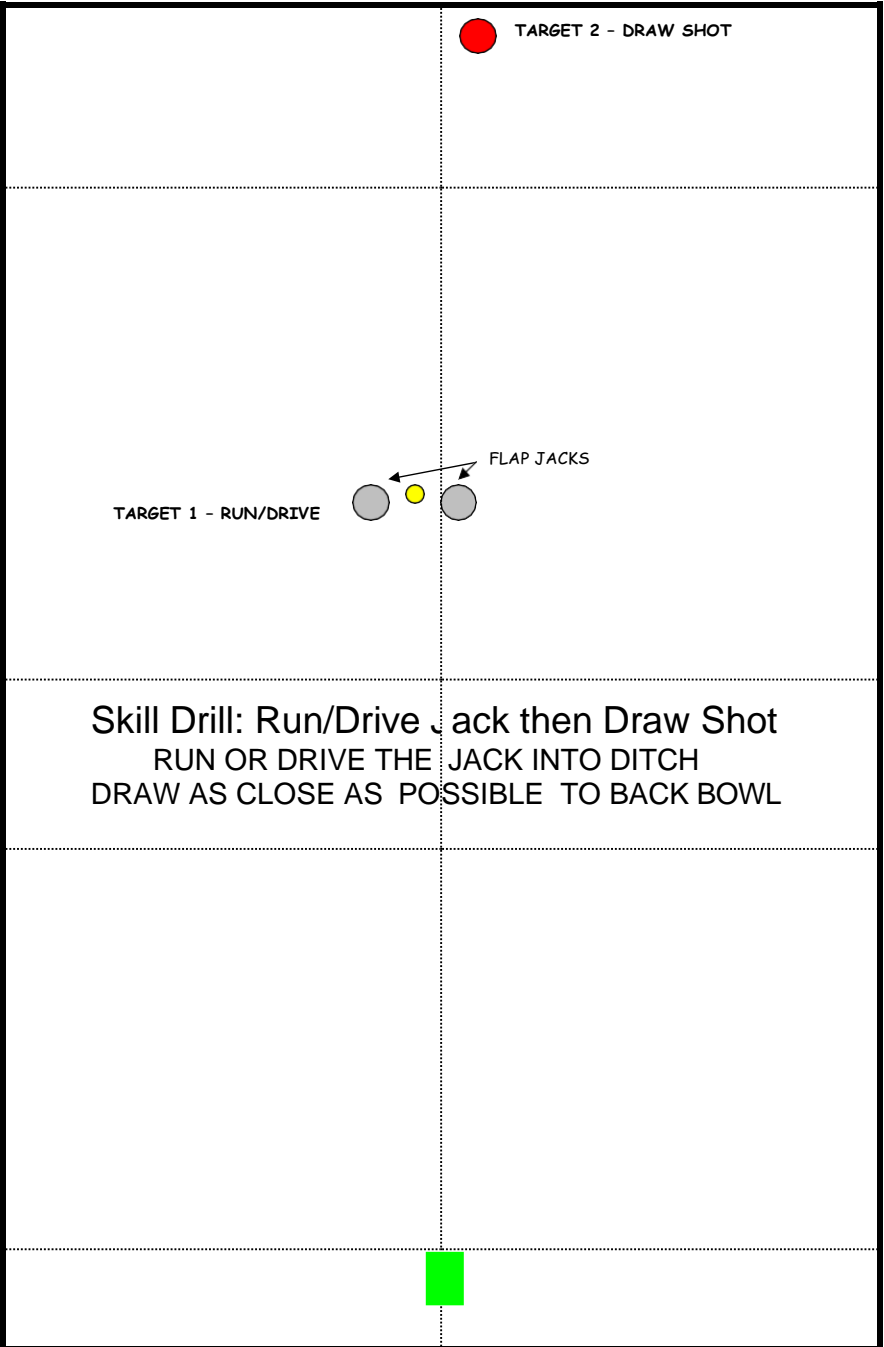 TARGET 2 – DRAW SHOT
FLAP JACKS
TARGET 1 – RUN/DRIVE
Skill Drill: Run/Drive Jack then Draw Shot
RUN OR DRIVE THE JACK INTO DITCH
DRAW AS CLOSE AS POSSIBLE TO BACK BOWL